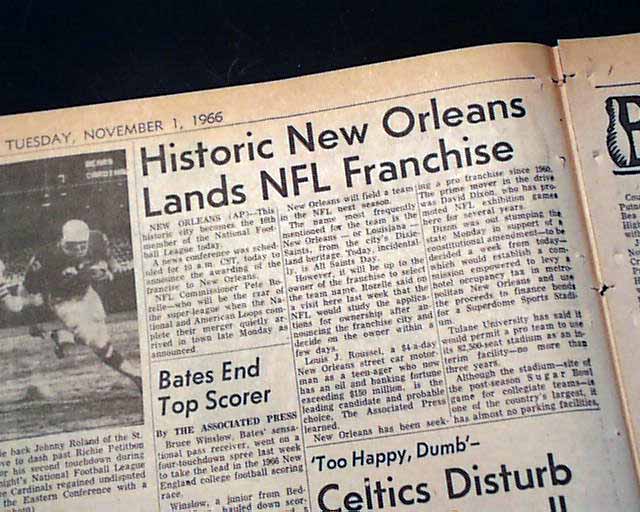 TUESDAY, NOVEMBER 1, 1966
BEARS
CARDINAL
Historic New Orleans
Lands NFL Franchise
NEW ORLEANS (AP)—This
historic city becomes the 16th
member of the National Foot-
ball League today.
A news conference was sched-
uled for 10 a.m. CST, today to
announce the awarding of the
franchise to New Orleans.
NFL Commissioner Pete Ro-
zelle—who will be the czar of
the super-league when the Na-
tional and American Loops com-
plete their merger quietly ar-
rived in town late Monday as
announced.
Bates End
Top Scorer
By THE ASSOCIATED PRESS
Bruce Winslow, Bates' sensa-
tional pass receiver, went on a
four-touchdown spree last week
to take the lead in the 1966 New
England college football scoring
race.
Winslow, a junior from Bed-
hauled down scor-
New Orleans will field a team
in the NFL next season.
The name most frequently
mentioned for the team is the
New Orleans — or Louisiana —
Saints, from the city's Dixie-
land heritage. Today, incidental-
ly, is All Saints Day.
However, it will be up to the
owner of the franchise to select
the team name. Rozelle said on
a visit here last week that the
NFL would study the applica-
tions for ownership after an-
nouncing the franchise city and
decide on the owner within a
few days.
Louis J. Roussel, a $4-a-day
New Orleans street car motor-
man as a teen-ager who now
has an oil and banking fortune
exceeding $150 million, is the
leading candidate and probable
choice, The Associated Press
learned.
New Orleans has been seek-
ing a pro franchise since 1960.
The prime mover in the drive
was David Dixon, who has pro-
moted NFL exhibition games
here for several years.
Dixon was out stumping the
state Monday in support of a
constitutional amendment—to be
decided a week from today—
which would establish a com-
mission empowered to levy a
hotel occupancy tax in metro-
politan New Orleans and use
the proceeds to finance bonds
for a Superdome Sports Stadi-
Tulane University has said it
would permit a pro team to use
its 82,500-seat stadium as an in-
terim facility—no more than
three years.
Although the stadium—site of
the post-season Sugar Bowl
game for collegiate teams—is
one of the country's largest, it
has almost no parking facilities,
back Johnny Roland of the St.
to dash past Richie Petitbon
his second touchdown during
night's National Football League
Cardinals regained undisputed
the Eastern Conference with a
'Too Happy, Dumb'—
Celtics Disturb